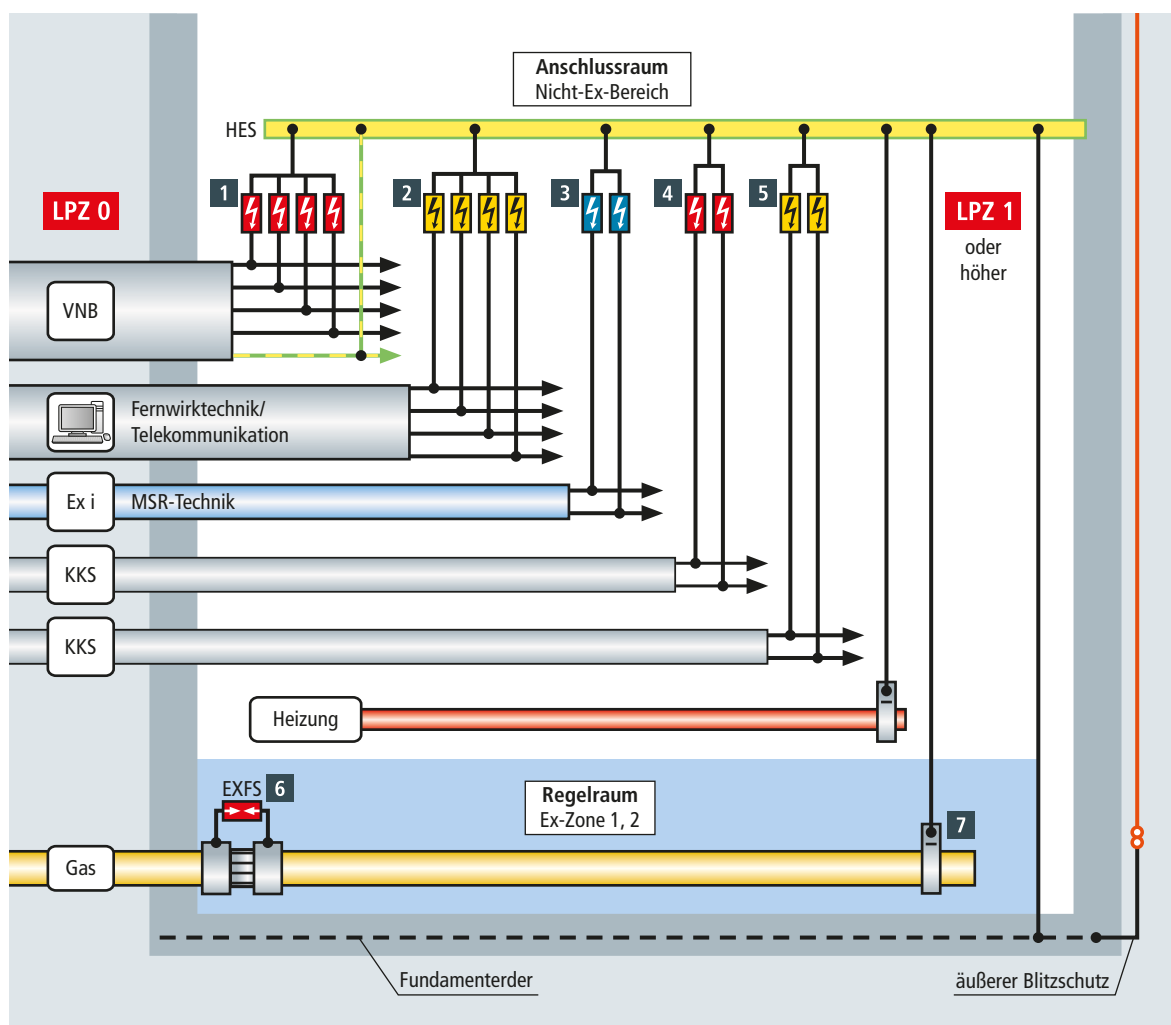 Anschlussraum
Nicht-Ex-Bereich
HES
1
2
3
4
5
LPZ 0
LPZ 1
oder
höher
VNB
Fernwirktechnik/
Telekommunikation
Ex i
MSR-Technik
KKS
KKS
Heizung
EXFS
6
Regelraum
Ex-Zone 1, 2
7
Gas
Fundamenterder
äußerer Blitzschutz